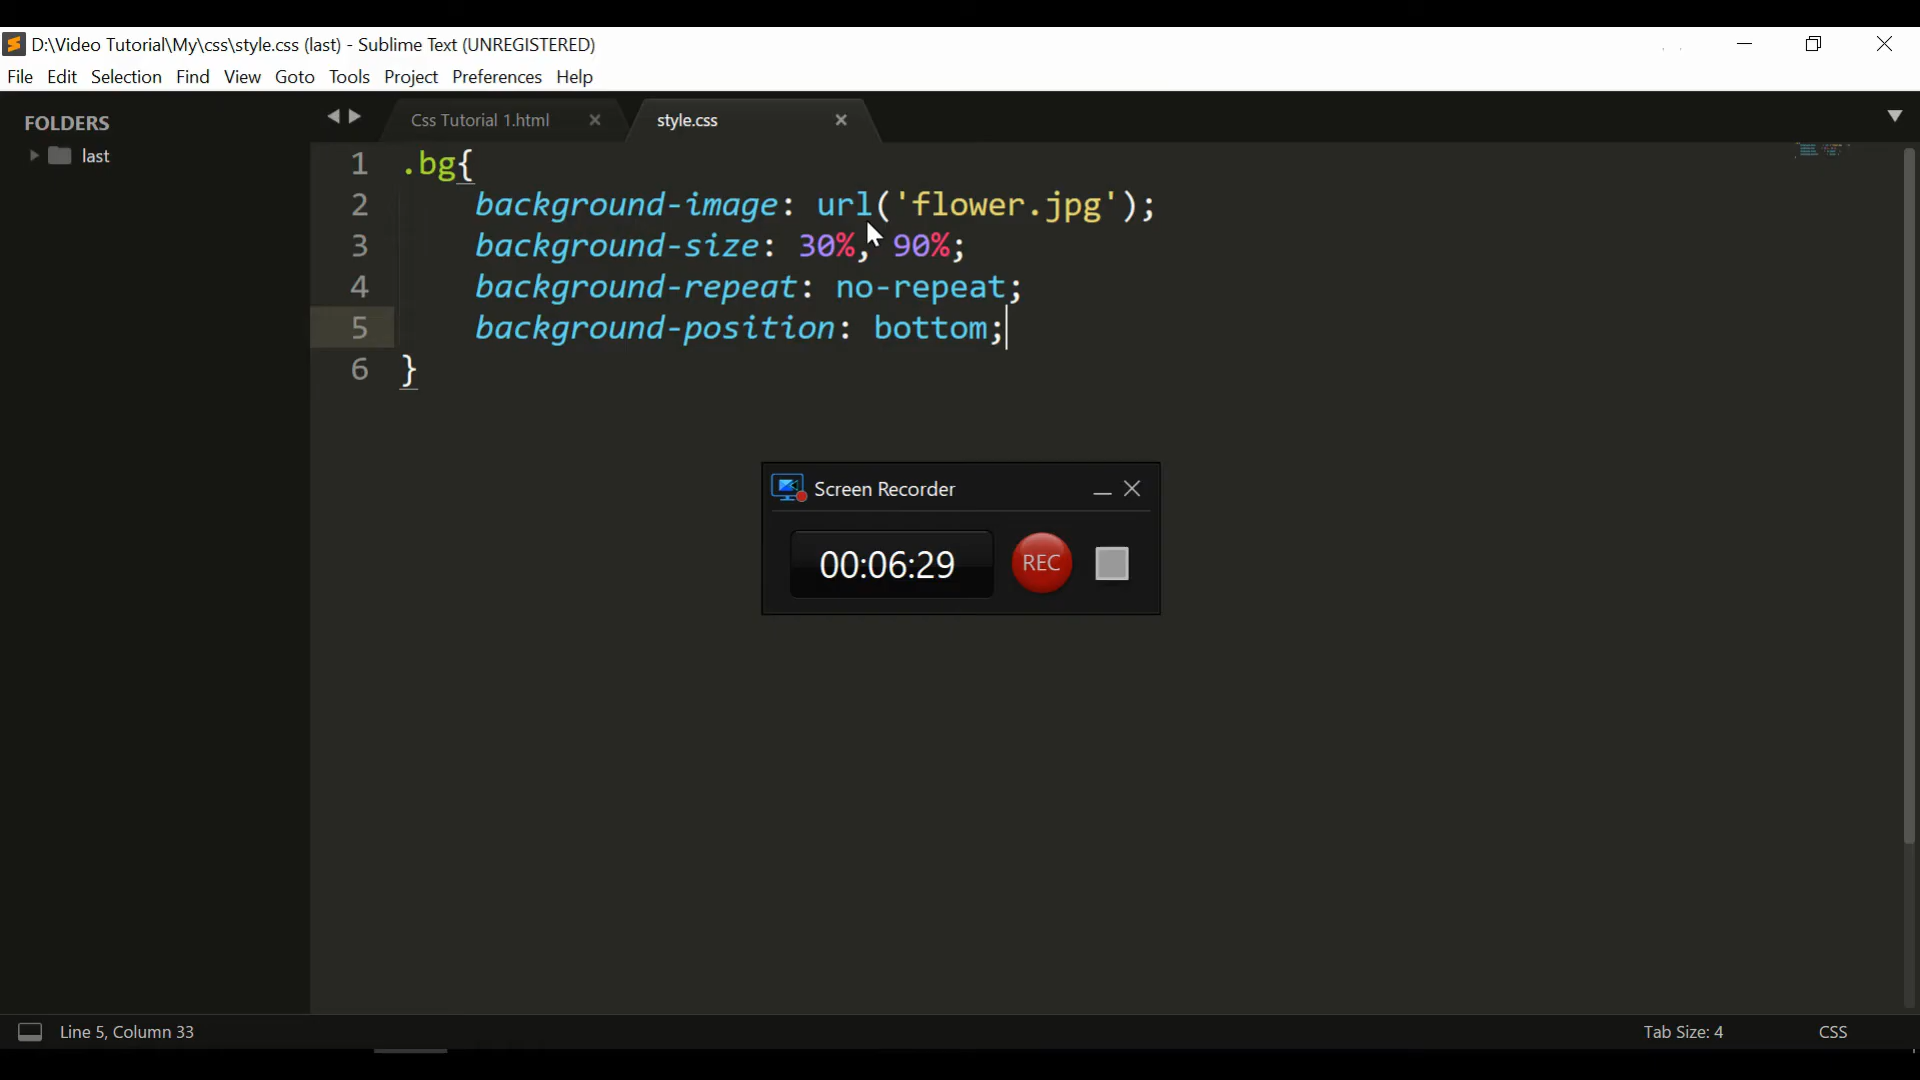 D:\Video Tutorial\My\css\style.css (last) - Sublime Text (UNREGISTERED)
File Edit Selection Find View Goto Tools Project Preferences Help
FOLDERS
last
Css Tutorial 1.html
style.css
1 .bg{
2 background-image: url('flower.jpg');
3 background-size: 30%, 90%;
4 background-repeat: no-repeat;
5 background-position: bottom;
6 }
Screen Recorder
00:06:29 REC
Line 5, Column 33
Tab Size: 4
CSS